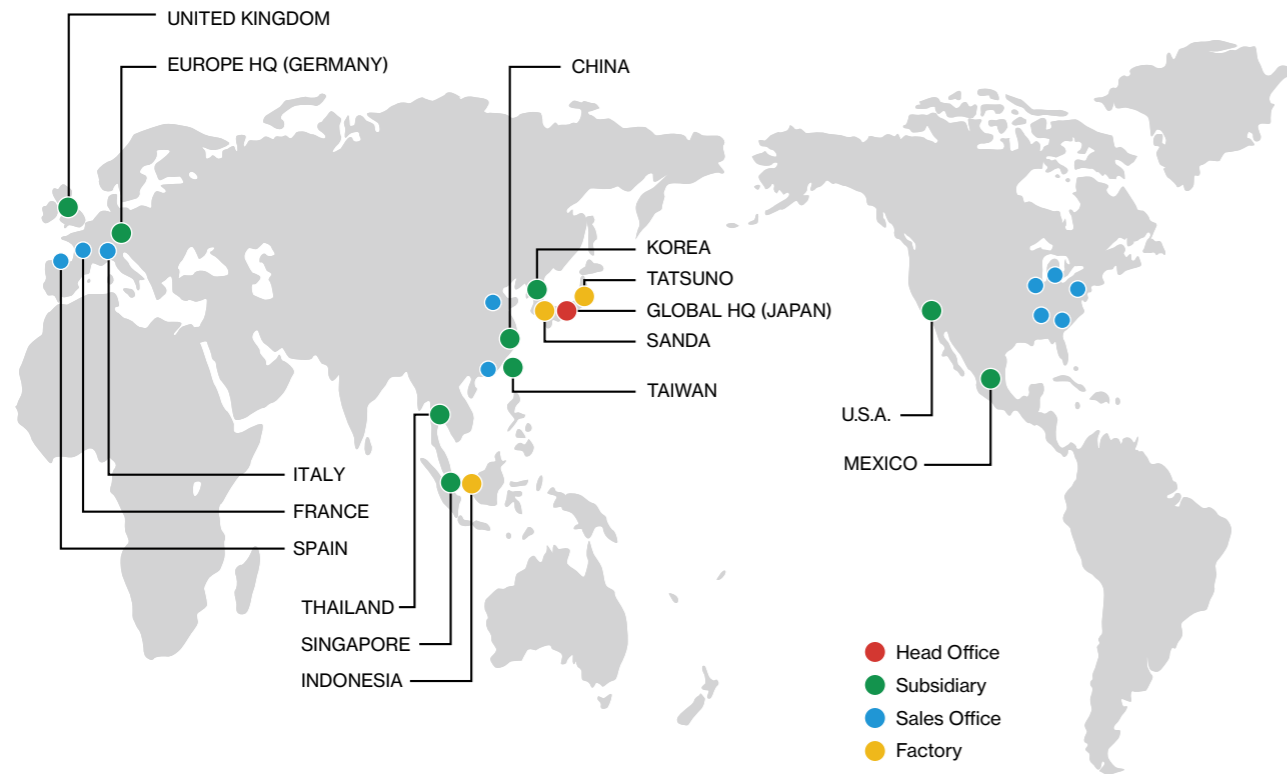 UNITED KINGDOM
EUROPE HQ (GERMANY)
CHINA
KOREA
TATSUNO
GLOBAL HQ (JAPAN)
SANDA
TAIWAN
U.S.A.
MEXICO
ITALY
FRANCE
SPAIN
THAILAND
SINGAPORE
INDONESIA
Head Office
Subsidiary
Sales Office
Factory